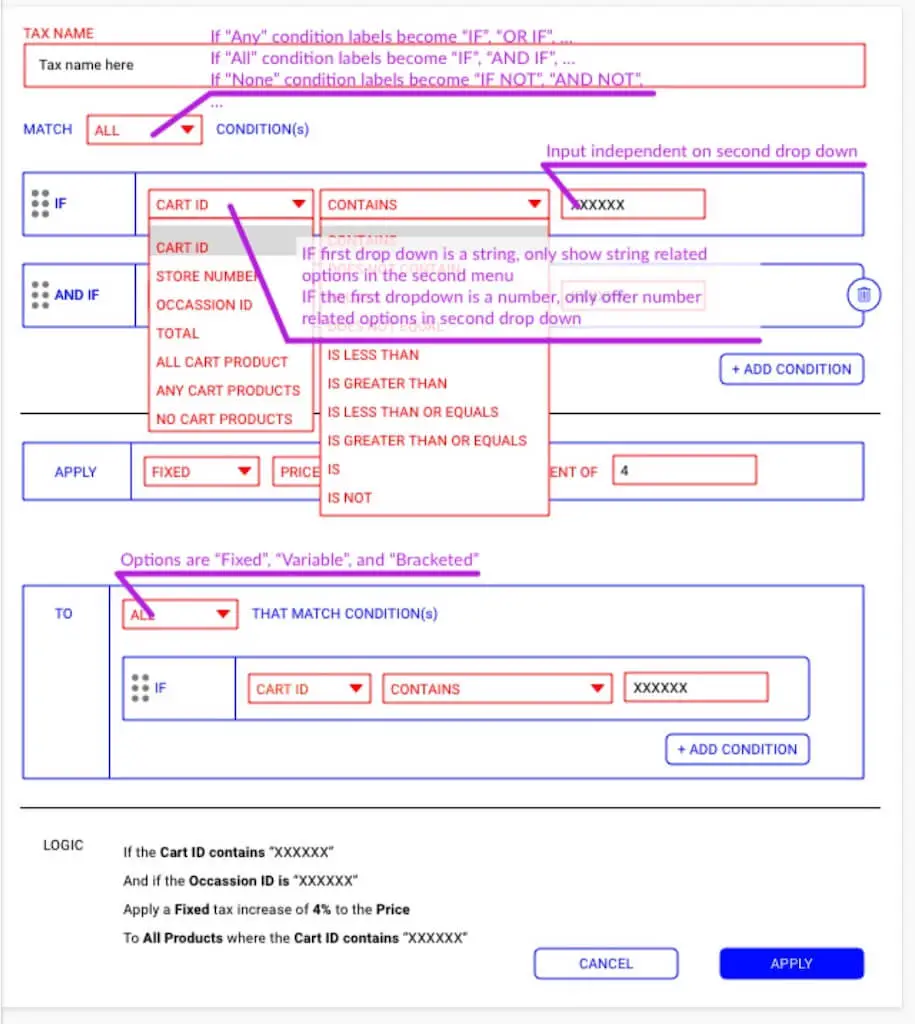 TAX NAME
If "Any" condition labels become "IF", "OR IF", ...
If "All" condition labels become "IF", "AND IF", ...
If "None" condition labels become "IF NOT", "AND NOT",
...
Tax name here
MATCH ALL CONDITION(s)
Input independent on second drop down
IF CART ID CONTAINS XXXXXX
CART ID CONTAINS
IF first drop down is a string, only show string related
options in the second menu
IF the first dropdown is a number, only offer number
related options in second drop down
AND IF
STORE NUMBER DOES NOT CONTAIN
OCCASSION ID
TOTAL DOES NOT EQUAL
ALL CART PRODUCT IS LESS THAN
ANY CART PRODUCTS IS GREATER THAN
NO CART PRODUCTS IS LESS THAN OR EQUALS
+ ADD CONDITION
IS GREATER THAN OR EQUALS
IS
IS NOT
APPLY FIXED PRICE ENT OF 4
Options are "Fixed", "Variable", and "Bracketed"
TO ALL THAT MATCH CONDITION(s)
IF CART ID CONTAINS XXXXXX
+ ADD CONDITION
LOGIC
If the Cart ID contains "XXXXXX"
And if the Occassion ID is "XXXXXX"
Apply a Fixed tax increase of 4% to the Price
To All Products where the Cart ID contains "XXXXXX"
CANCEL APPLY